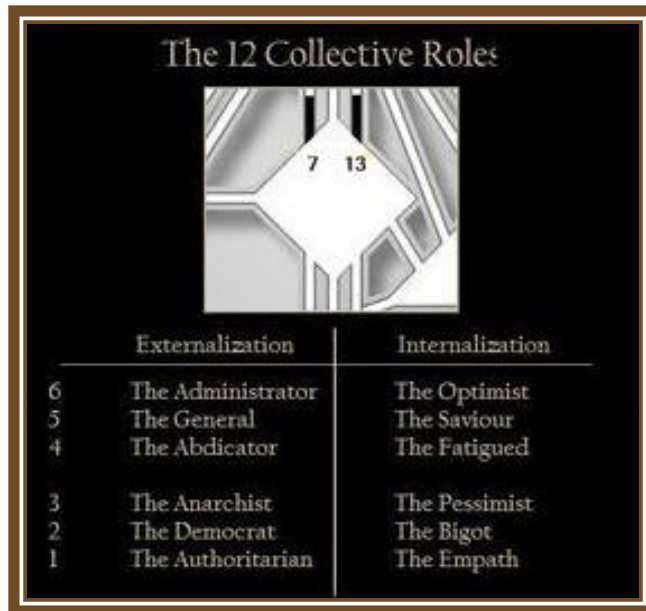 The 12 Collective Roles
7 13
Externalization Internalization
6 The Administrator The Optimist
5 The General The Saviour
4 The Abdicator The Fatigued
3 The Anarchist The Pessimist
2 The Democrat The Bigot
1 The Authoritarian The Empath